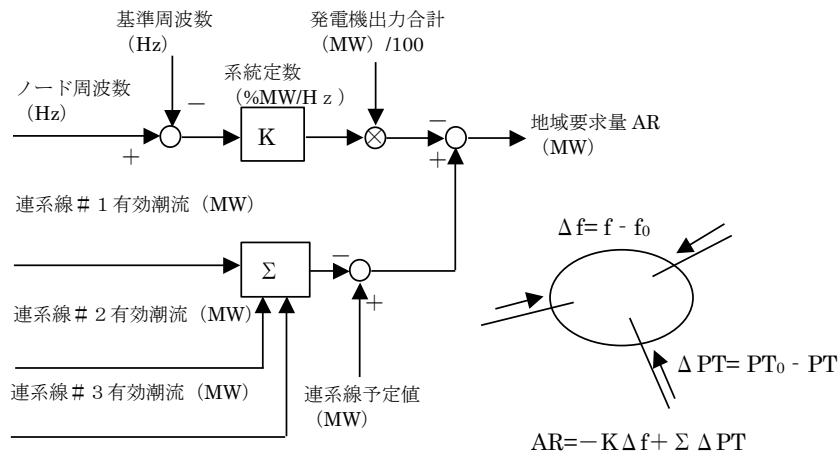 基準周波数
（Hz）
発電機出力合計
（MW）/100
系統定数
（%MW/Hｚ）
ノード周波数
（Hz）
－
＋
K
⊗
－
＋
地域要求量 AR
（MW）
連系線＃１有効潮流（MW）
Σ
－
＋
連系線＃２有効潮流（MW）
連系線＃３有効潮流（MW）
連系線予定値
（MW）
Δf= f - f₀
ΔPT= PT₀ - PT
AR=－KΔf＋ΣΔPT